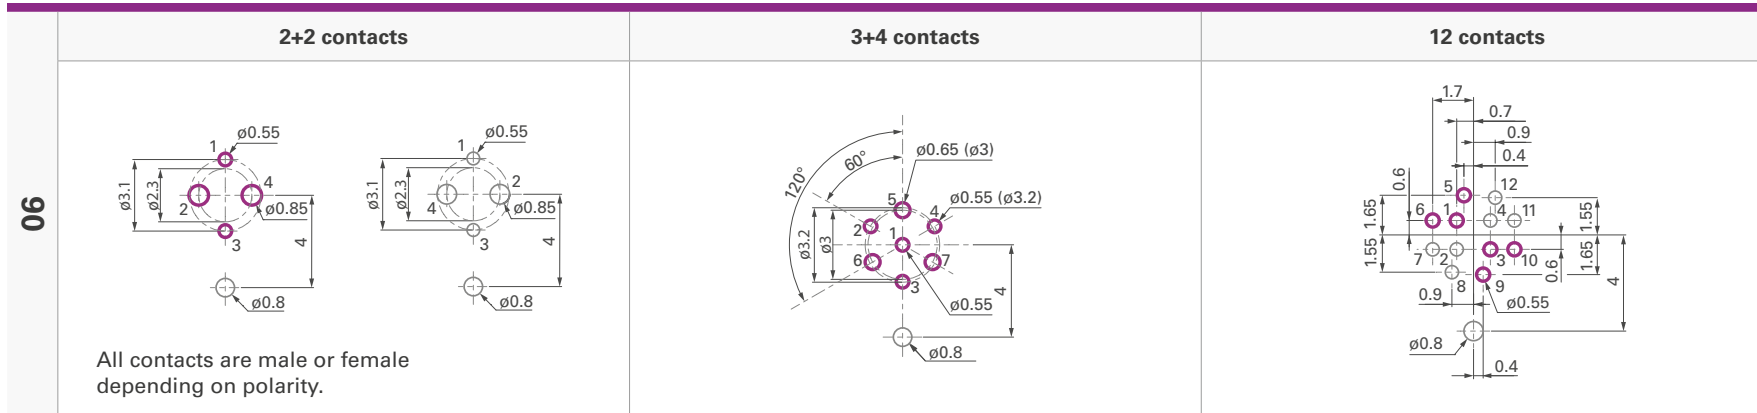 2+2 contacts
3+4 contacts
12 contacts
06
1
ø0.55
ø3.1
ø2.3
4
2
ø0.85
3
4
ø0.8
1
ø0.55
ø3.1
ø2.3
2
4
ø0.85
3
4
ø0.8
All contacts are male or female
depending on polarity.
120°
60°
ø0.65 (ø3)
ø0.55 (ø3.2)
5
4
2
1
ø3.2
ø3
6
7
3
4
ø0.55
ø0.8
1.7
0.7
0.9
0.4
0.6
5
12
1.65
6
1
4
11
1.55
1.55
7
2
3
10
0.6
1.65
8
9
0.9
ø0.55
4
ø0.8
0.4